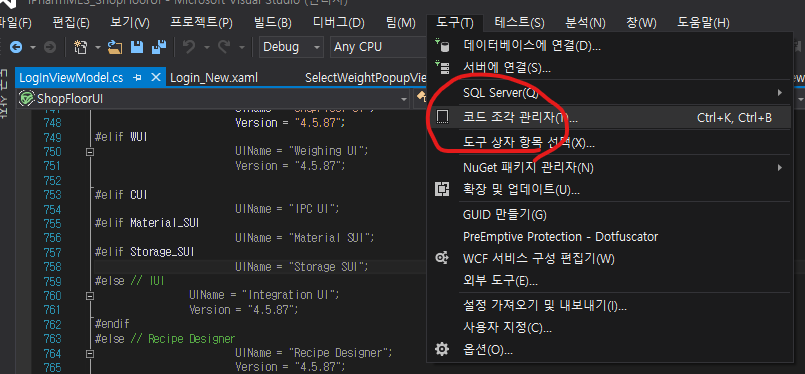 iPharmMES_ShopFloorUI - Microsoft Visual Studio (관리자)
파일(F) 편집(E) 보기(V) 프로젝트(P) 빌드(B) 디버그(D) 팀(M) 도구(T) 테스트(S) 분석(N) 창(W) 도움말(H)
Debug Any CPU
LogInViewModel.cs Login_New.xaml SelectWeightPopupView
ShopFloorUI
748 Version = "4.5.87";
749 #elif WUI
750 UIName = "Weighing UI";
751 Version = "4.5.87";
752
753 #elif CUI
754 UIName = "IPC UI";
755 #elif Material_SUI
756 UIName = "Material SUI";
757 #elif Storage_SUI
758 UIName = "Storage SUI";
759 #else // IUI
760 UIName = "Integration UI";
761 Version = "4.5.87";
762 #endif
763 #else // Recipe Designer
764 UIName = "Recipe Designer";
765 Version = "4.5.87";
데이터베이스에 연결(D)...
서버에 연결(S)...
SQL Server(Q)
코드 조각 관리자(T)... Ctrl+K, Ctrl+B
도구 상자 항목 선택(X)...
NuGet 패키지 관리자(N)
확장 및 업데이트(U)...
GUID 만들기(G)
PreEmptive Protection - Dotfuscator
WCF 서비스 구성 편집기(W)
외부 도구(E)...
설정 가져오기 및 내보내기(I)...
사용자 지정(C)...
옵션(O)...